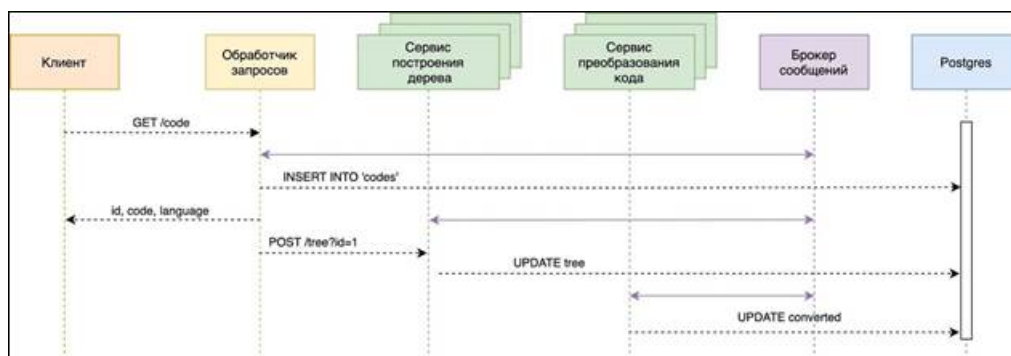 Клиент
Обработчик
запросов
Сервис
построения
дерева
Сервис
преобразования
кода
Брокер
сообщений
Postgres
GET /code
INSERT INTO 'codes'
id, code, language
POST /tree?id=1
UPDATE tree
UPDATE converted